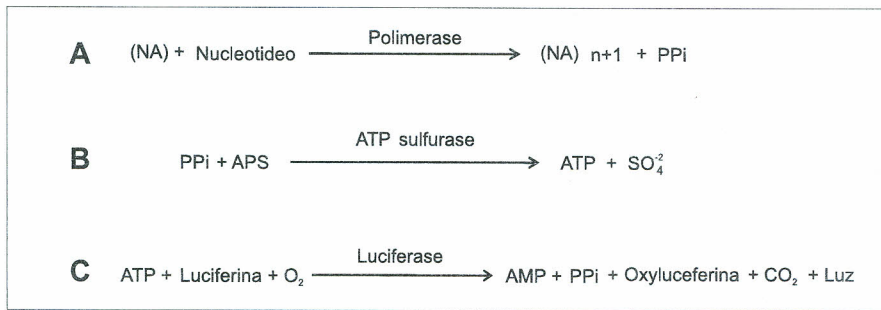 Polimerase
A (NA) + Nucleotideo (NA) n+1 + PPi
ATP sulfurase
B PPi + APS ATP + SO₄⁻²
Luciferase
C ATP + Luciferina + O₂ AMP + PPi + Oxyluceferina + CO₂ + Luz